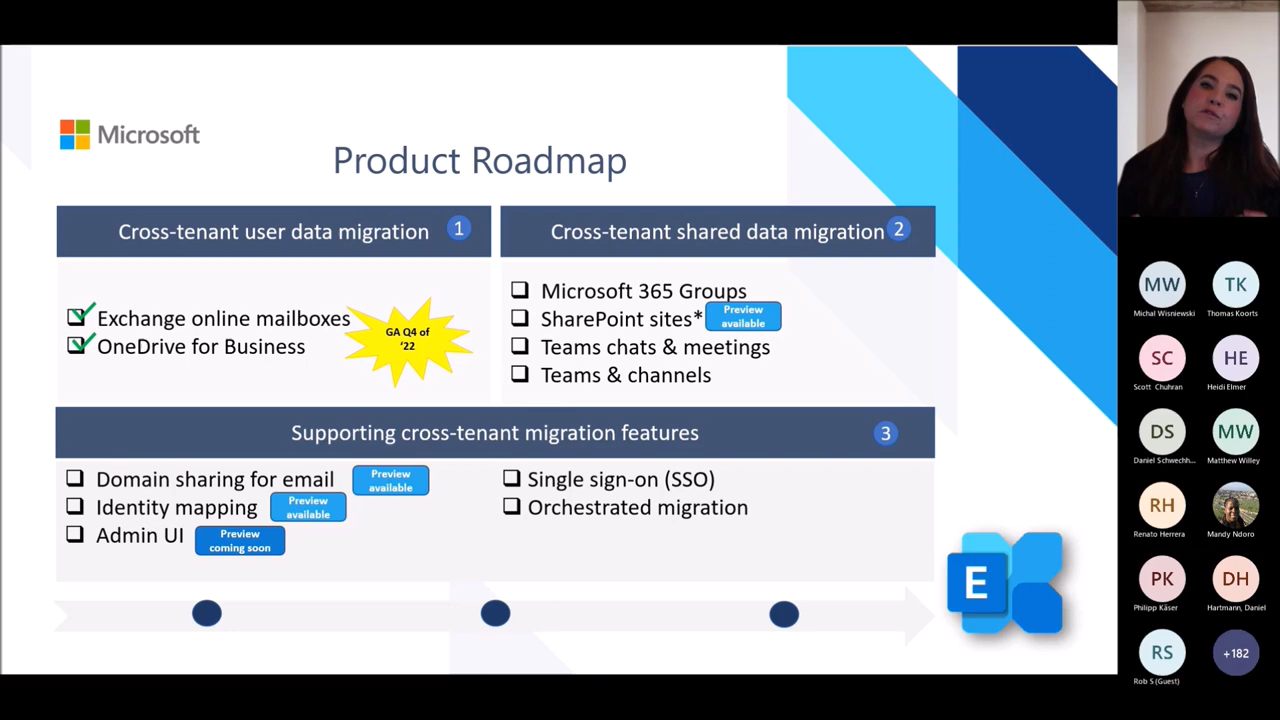 Microsoft
Product Roadmap
Cross-tenant user data migration 1
Cross-tenant shared data migration 2
Exchange online mailboxes
OneDrive for Business
GA Q4 of
‘22
Microsoft 365 Groups
SharePoint sites*
Preview
available
Teams chats & meetings
Teams & channels
Supporting cross-tenant migration features 3
Domain sharing for email
Preview
available
Identity mapping
Preview
available
Admin UI
Preview
coming soon
Single sign-on (SSO)
Orchestrated migration
E
MW
Michal Wisniewski
TK
Thomas Koorts
SC
Scott Chuhran
HE
Heidi Elmer
DS
Daniel Schwechh...
MW
Matthew Willey
RH
Renato Herrera
Mandy Ndoro
PK
Philipp Käser
DH
Hartmann, Daniel
RS
Rob S (Guest)
+182